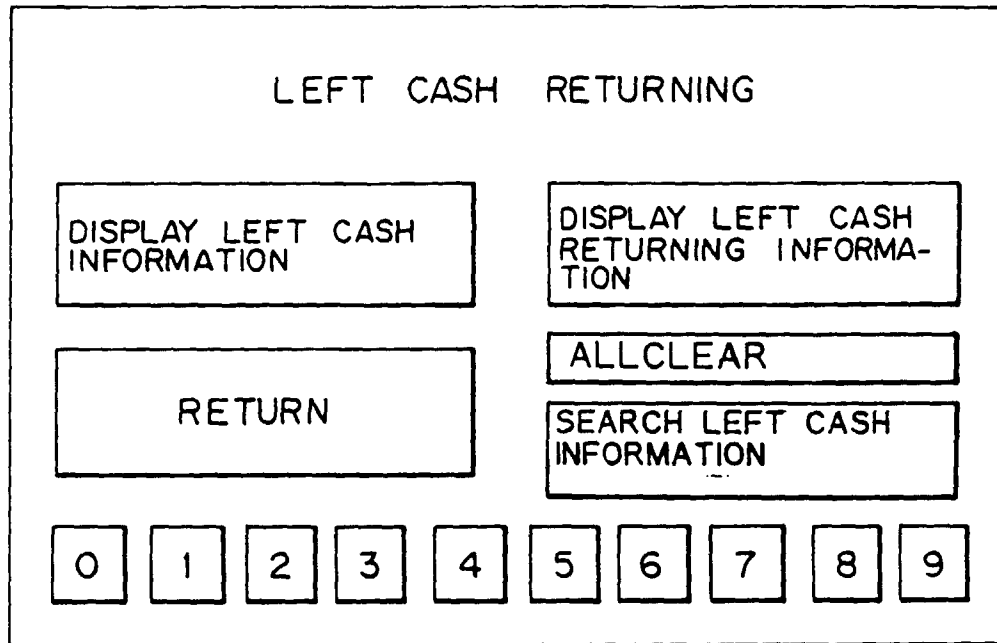 LEFT CASH RETURNING
DISPLAY LEFT CASH
INFORMATION
DISPLAY LEFT CASH
RETURNING INFORMA-
TION
RETURN
ALLCLEAR
SEARCH LEFT CASH
INFORMATION
0 1 2 3 4 5 6 7 8 9